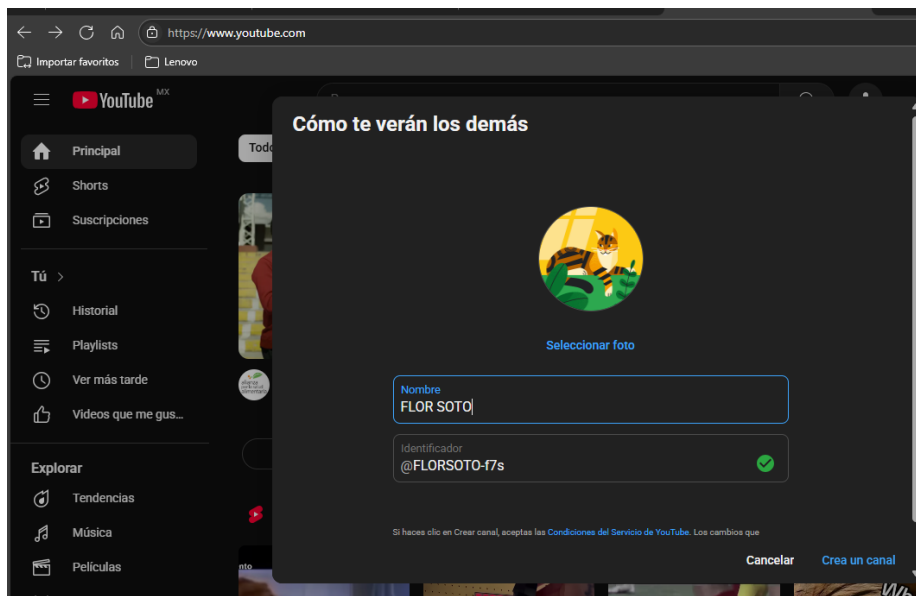 https://www.youtube.com
Importar favoritos
Lenovo
YouTube MX
Cómo te verán los demás
Principal
Shorts
Suscripciones
Tú >
Historial
Playlists
Ver más tarde
Videos que me gus...
Explorar
Tendencias
Música
Películas
Seleccionar foto
Nombre
FLOR SOTO
Identificador
@FLORSOTO-f7s
Si haces clic en Crear canal, aceptas las Condiciones del Servicio de YouTube. Los cambios que
Cancelar
Crea un canal